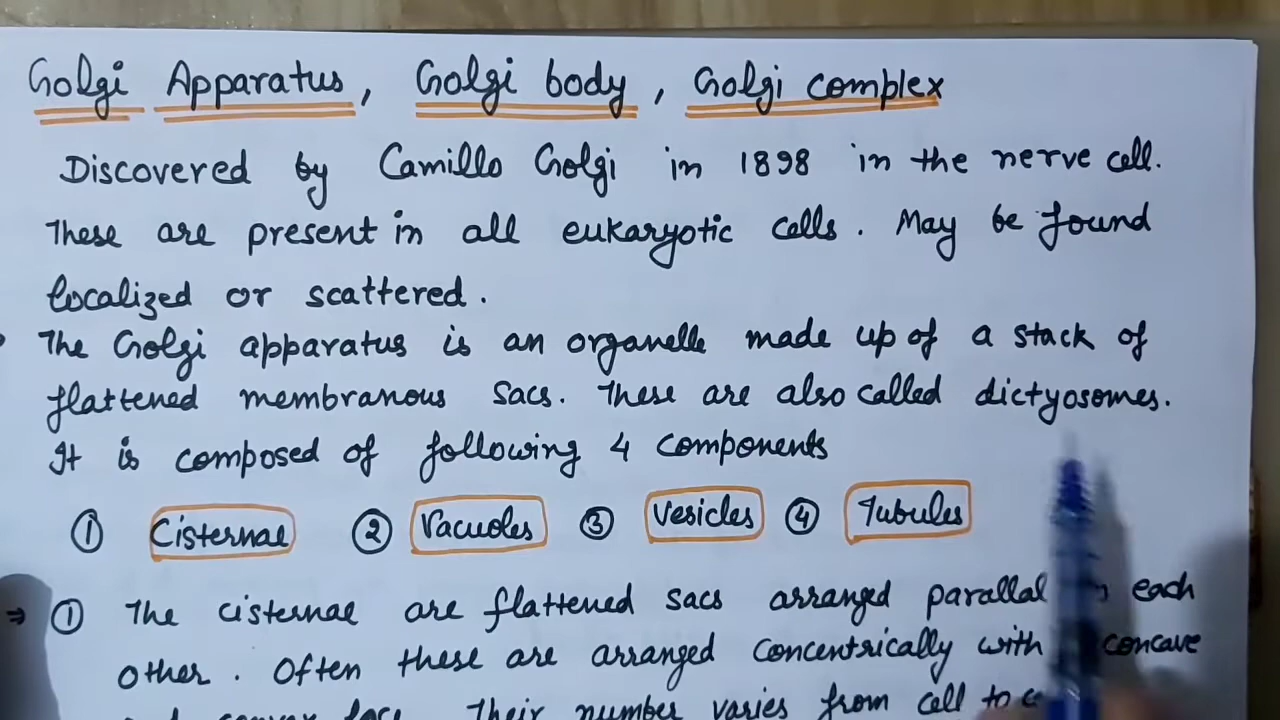 Golgi Apparatus, Golgi body, Golgi complex
Discovered by Camillo Golgi in 1898 in the nerve cell.
These are present in all eukaryotic cells. May be found
localized or scattered.
The Golgi apparatus is an organelle made up of a stack of
flattened membranous sacs. These are also called dictyosomes.
It is composed of following 4 components
① Cisternae ② Vacuoles ③ Vesicles ④ Tubules
⇒ ① The cisternae are flattened sacs arranged parallal each
other. Often these are arranged concentrically with concave
face. Their number varies from cell to